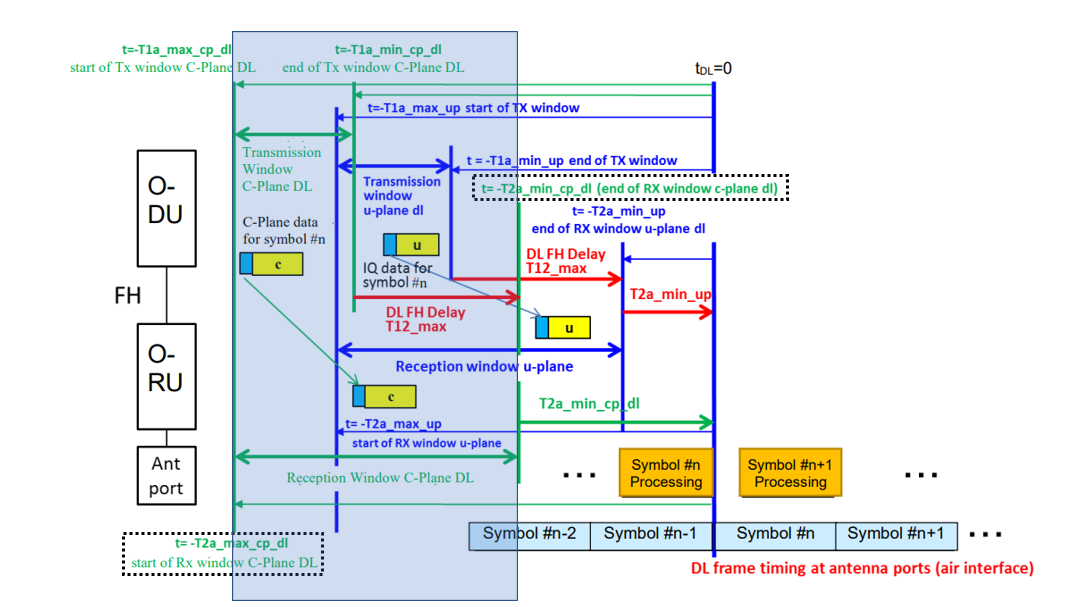 t=-T1a_max_cp_dl
start of Tx window C-Plane DL
t=-T1a_min_cp_dl
end of Tx window C-Plane DL
tDL=0
t=-T1a_max_up start of TX window
Transmission
Window
C-Plane DL
t = -T1a_min_up end of TX window
Transmission
window
u-plane dl
t= -T2a_min_cp_dl (end of RX window c-plane dl)
t= -T2a_min_up
end of RX window u-plane dl
O-
DU
C-Plane data
for symbol #n
c
u
IQ data for
symbol #n
DL FH Delay
T12_max
T2a_min_up
FH
DL FH Delay
T12_max
u
O-
RU
Reception window u-plane
c
T2a_min_cp_dl
t= -T2a_max_up
start of RX window u-plane
Ant
port
Reception Window C-Plane DL
...
Symbol #n
Processing
Symbol #n+1
Processing
...
t= -T2a_max_cp_dl
start of Rx window C-Plane DL
Symbol #n-2
Symbol #n-1
Symbol #n
Symbol #n+1
...
DL frame timing at antenna ports (air interface)